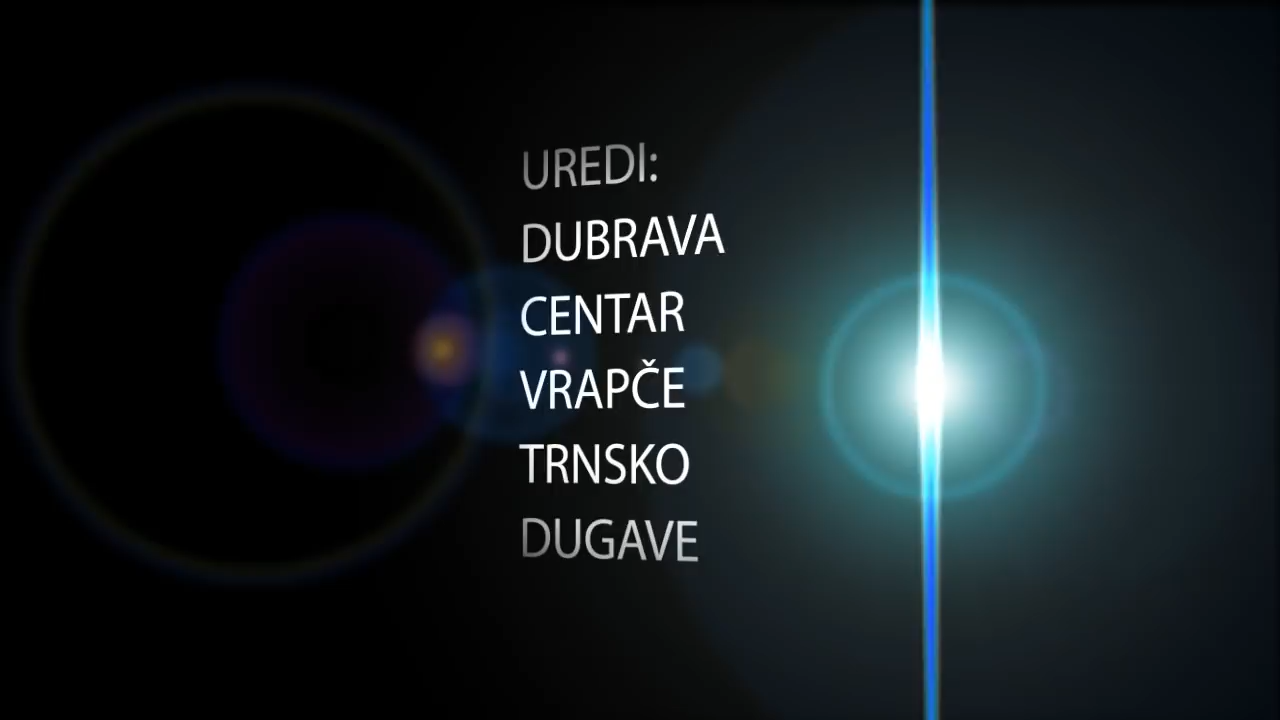 UREDI:
DUBRAVA
CENTAR
VRAPČE
TRNSKO
DUGAVE